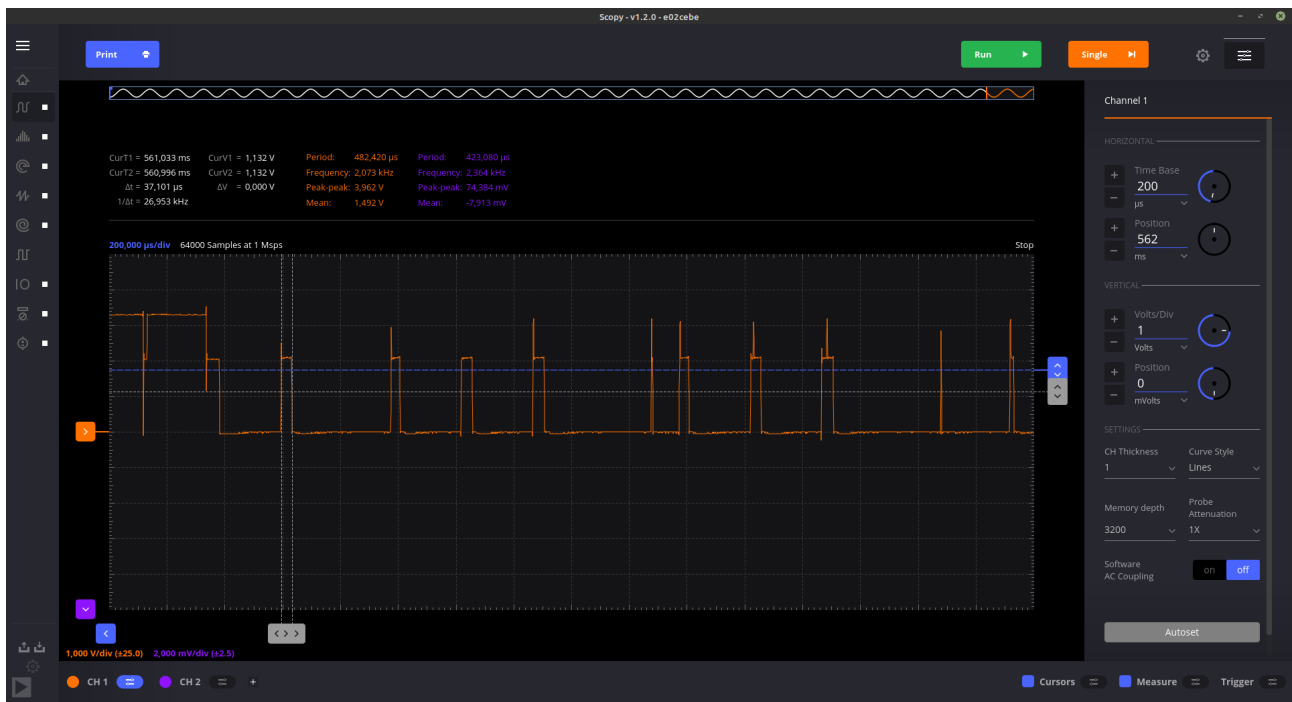 Scopy - v1.2.0 - e02cebe
Print
Run
Single
Channel 1
HORIZONTAL
CurT1 = 561,033 ms CurV1 = 1,132 V Period: 482,420 µs Period: 423,080 µs
CurT2 = 560,996 ms CurV2 = 1,132 V Frequency: 2,073 kHz Frequency: 2,364 kHz
Δt = 37,101 µs ΔV = 0,000 V Peak-peak: 3,962 V Peak-peak: 74,384 mV
1/Δt = 26,953 kHz Mean: 1,492 V Mean: -7,913 mV
200,000 µs/div 64000 Samples at 1 Msps Stop
+ Time Base
200
- µs
+ Position
562
- ms
VERTICAL
+ Volts/Div
1
- Volts
+ Position
0
- mVolts
SETTINGS
CH Thickness Curve Style
1 Lines
Memory depth Probe Attenuation
3200 1X
Software AC Coupling on off
Autoset
IO
1,000 V/div (±25.0) 2,000 mV/div (±2.5)
CH 1 CH 2 + Cursors Measure Trigger